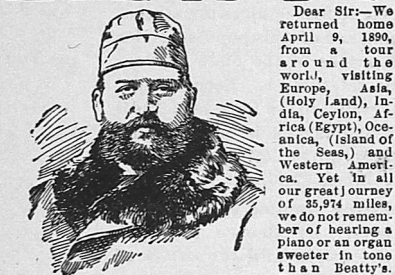 Dear Sir:—We
returned home
April 9, 1890,
from a tour
around the
world, visiting
Europe, Asia,
(Holy Land), In-
dia, Ceylon, Af-
rica (Egypt), Oce-
anica, (Island of
the Seas,) and
Western Ameri-
ca. Yet in all
our great journey
of 35,974 miles,
we do not remem-
ber of hearing a
piano or an organ
sweeter in tone
than Beatty's.